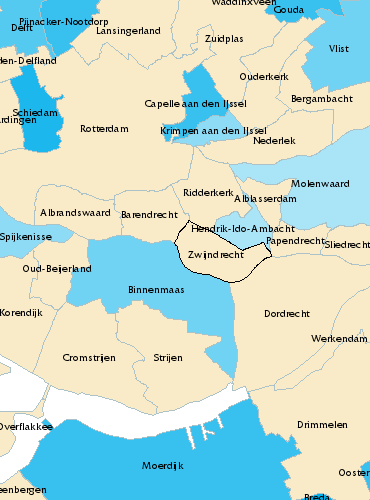 Waddinxveen
Gouda
Pijnacker-Nootdorp
Delft
Lansingerland
Zuidplas
Vlist
den-Delfland
Ouderkerk
Bergambacht
Capelle aan den IJssel
Schiedam
ardingen
Rotterdam
Krimpen aan den IJssel
Nederlek
Molenwaard
Ridderkerk
Alblasserdam
Albrandswaard
Barendrecht
Hendrik-Ido-Ambacht
Spijkenisse
Papendrecht
Sliedrecht
Zwijndrecht
Oud-Beijerland
Binnenmaas
Korendijk
Dordrecht
Werkendam
Cromstrijen
Strijen
Overflakkee
Drimmelen
Moerdijk
Ooster
eenbergen
Breda